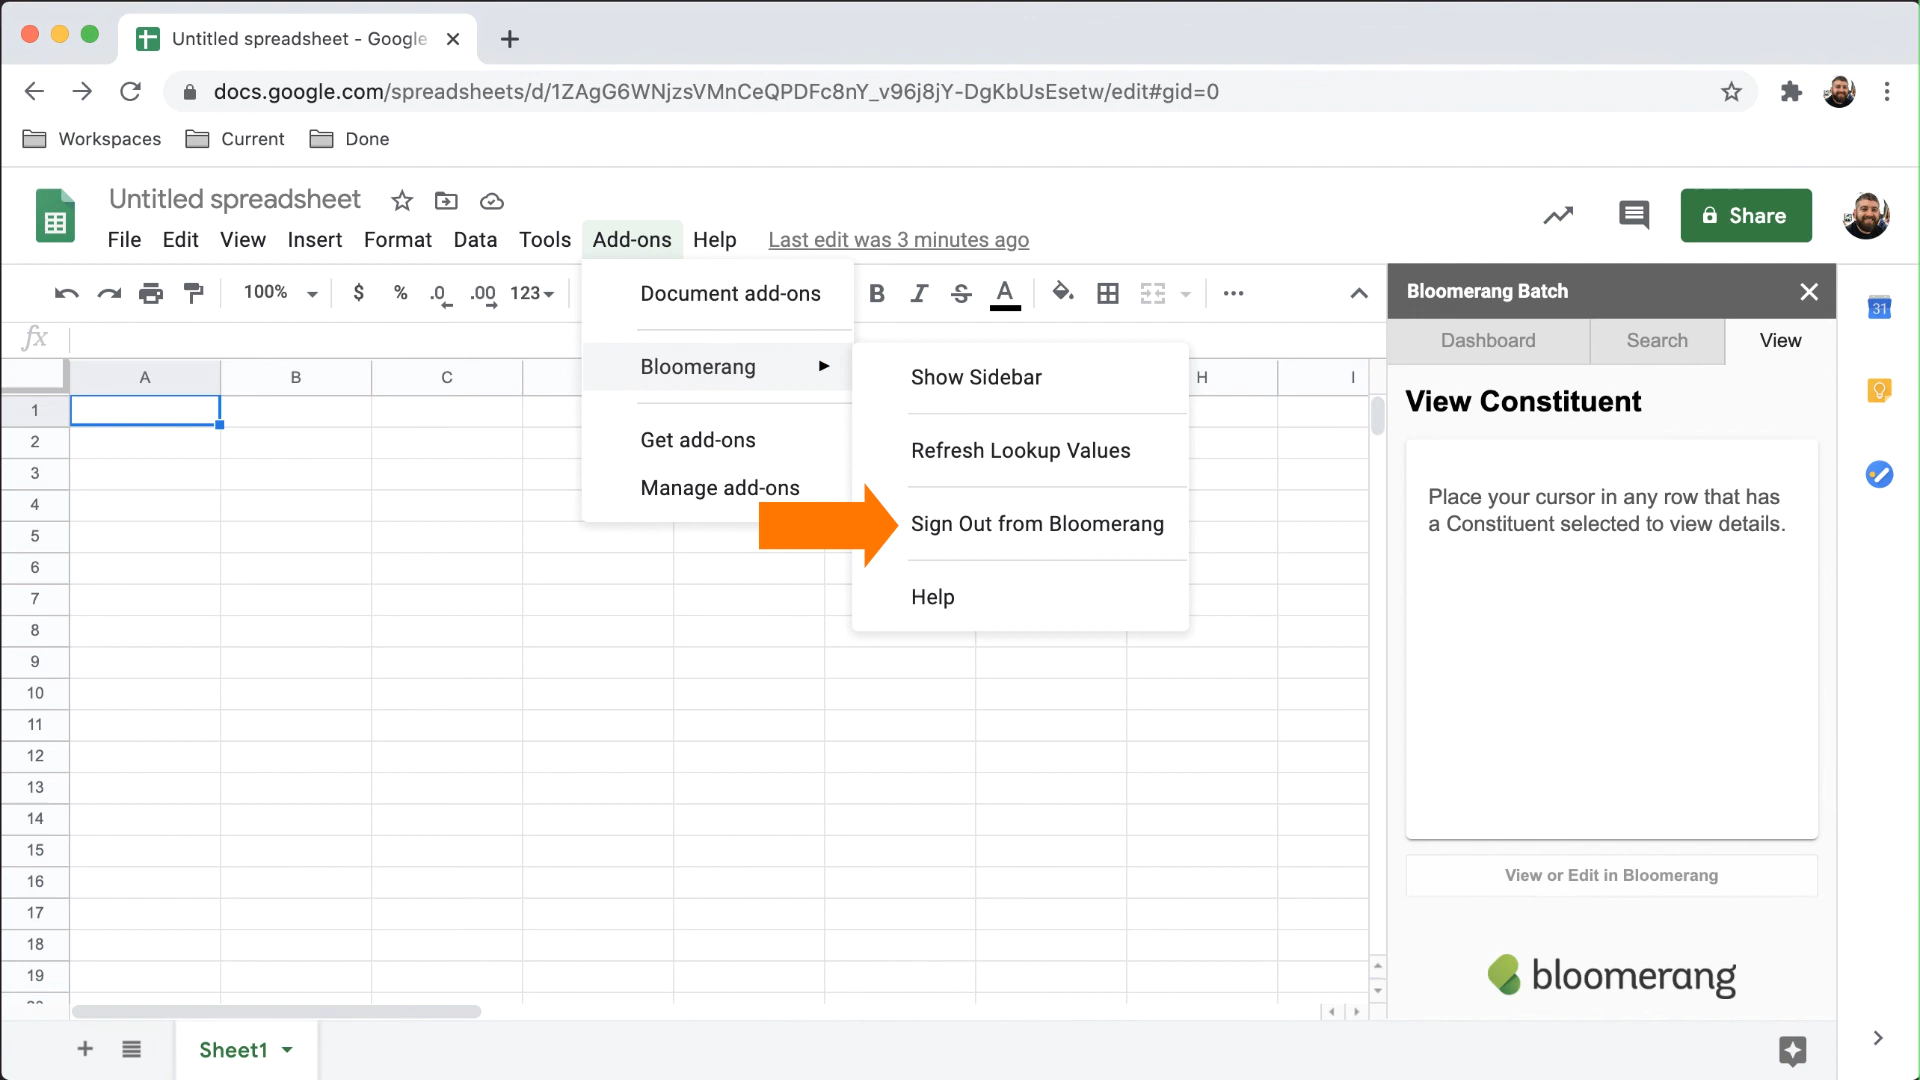 Untitled spreadsheet - Google
docs.google.com/spreadsheets/d/1ZAgG6WNjzsVMnCeQPDFc8nY_v96j8jY-DgKbUsEsetw/edit#gid=0
Workspaces Current Done
Untitled spreadsheet
File Edit View Insert Format Data Tools Add-ons Help Last edit was 3 minutes ago
Share
100% $ % .0 .00 123 B I S A
fx
A B C H I
1
2
3
4
5
6
7
8
9
10
11
12
13
14
15
16
17
18
19
Document add-ons
Bloomerang
Get add-ons
Manage add-ons
Show Sidebar
Refresh Lookup Values
Sign Out from Bloomerang
Help
Bloomerang Batch
Dashboard Search View
View Constituent
Place your cursor in any row that has
a Constituent selected to view details.
View or Edit in Bloomerang
bloomerang
31
Sheet1